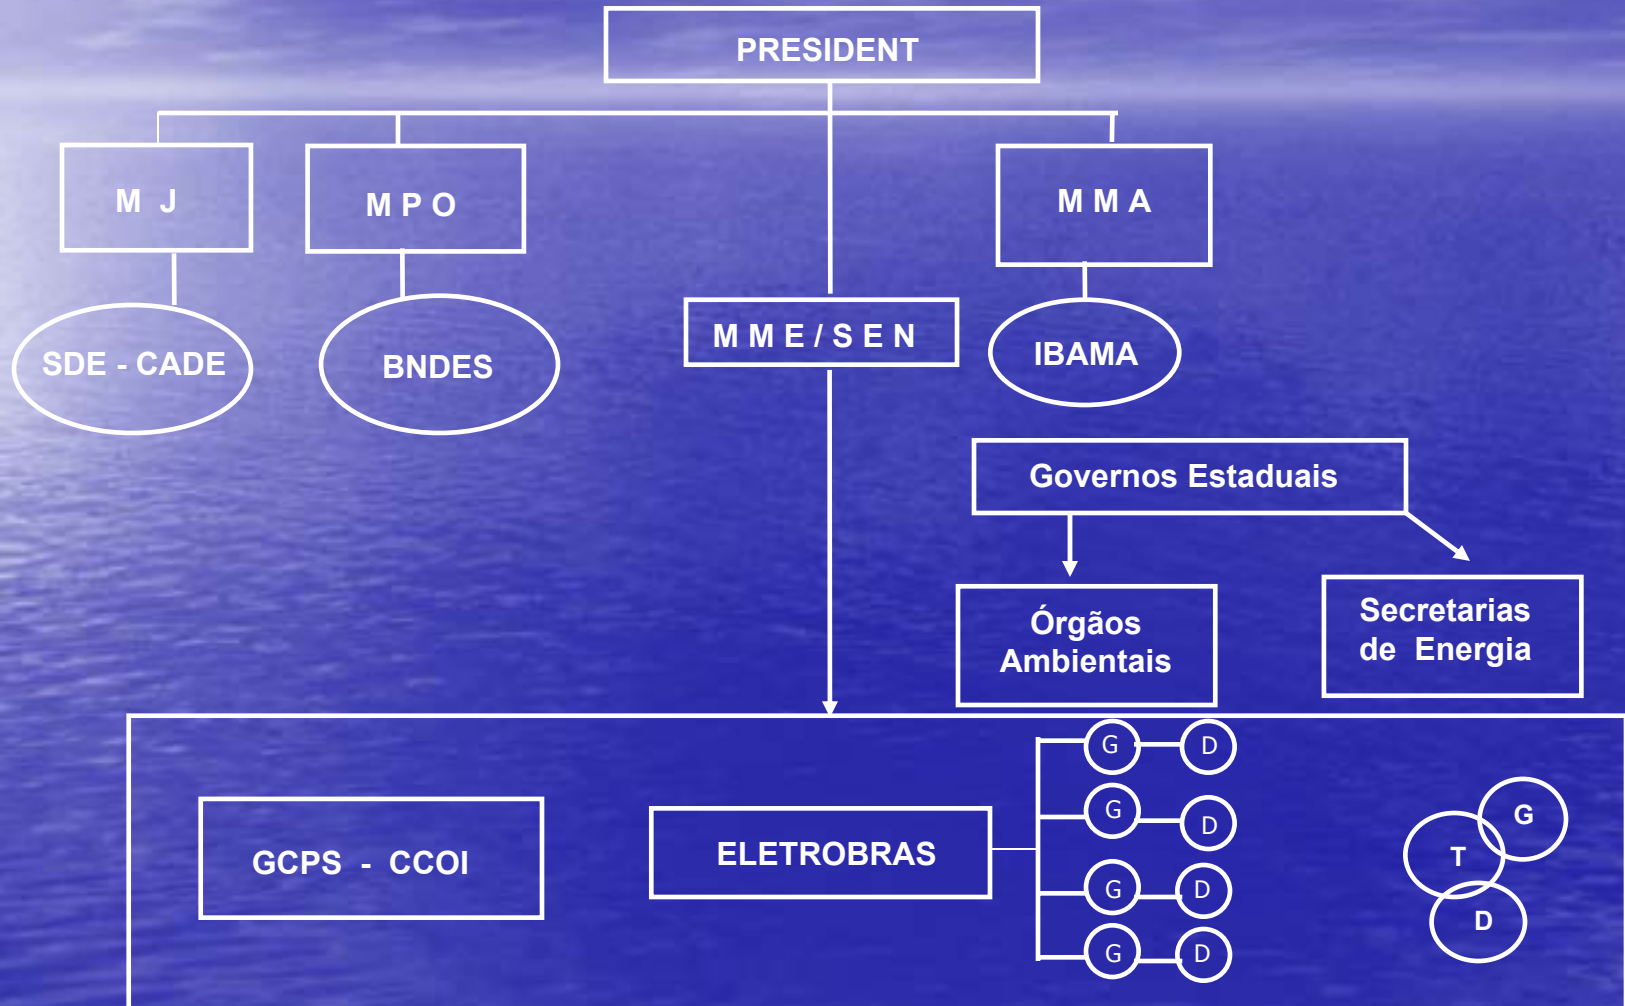 PRESIDENT
M J
M P O
M M A
SDE - CADE
BNDES
M M E / S E N
IBAMA
Governos Estaduais
Órgãos
Ambientais
Secretarias
de Energia
GCPS - CCOI
ELETROBRAS
G D
G D
G D
G D
G
T
D